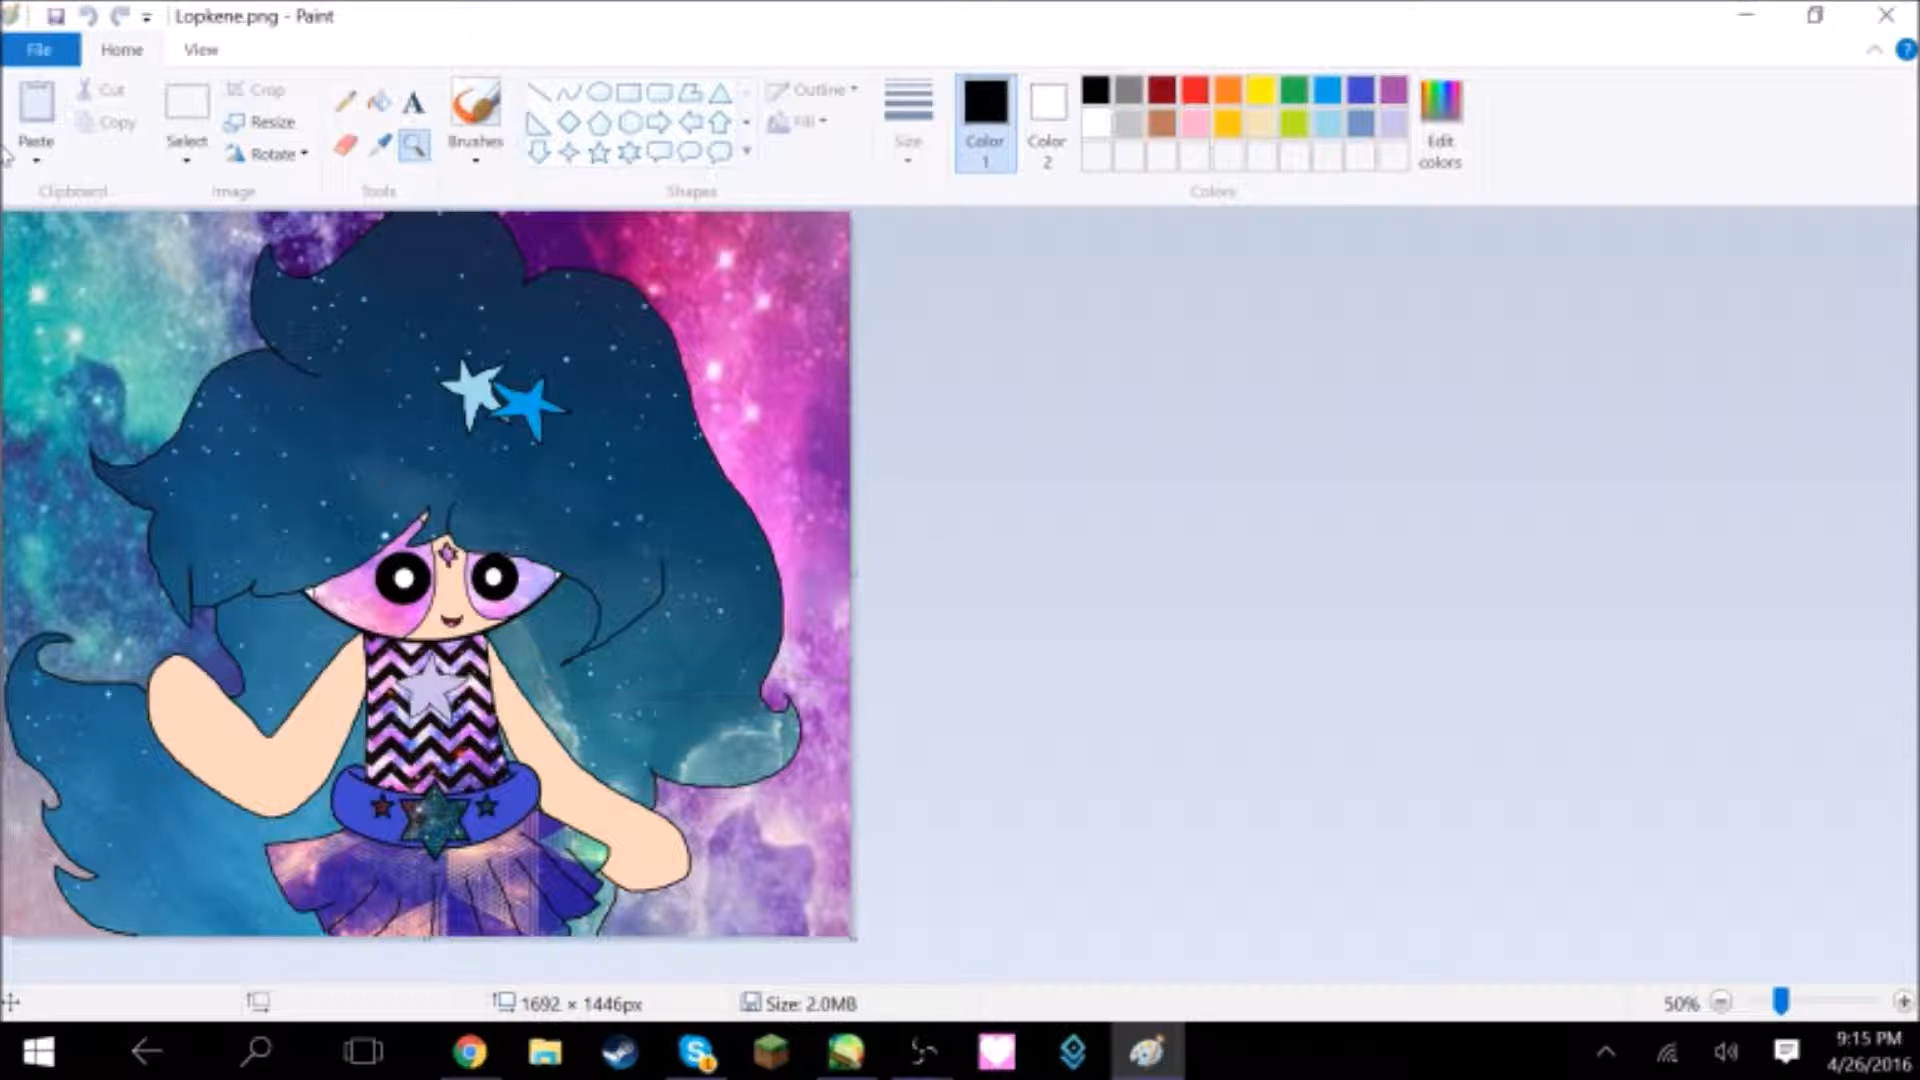 Lopkene.png - Paint
File Home View
Paste
Cut
Copy
Clipboard
Select
Crop
Resize
Rotate
Image
A
Tools
Brushes
Shapes
Outline
Fill
Size
Color 1
Color 2
Edit colors
Colors
1692 × 1446px
Size: 2.0MB
50%
9:15 PM
4/26/2016